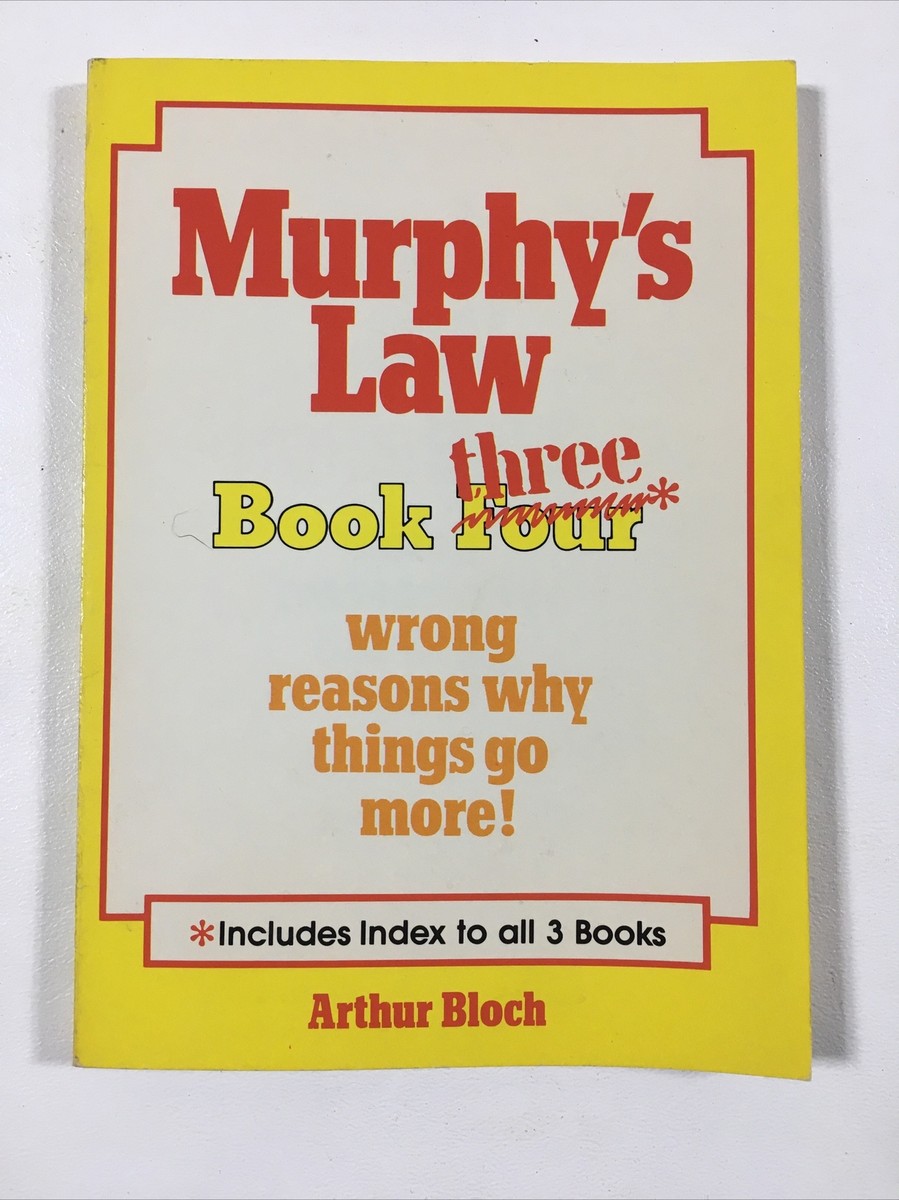 Murphy's
Law
three
Book Four*
wrong
reasons why
things go
more!
*Includes Index to all 3 Books
Arthur Bloch